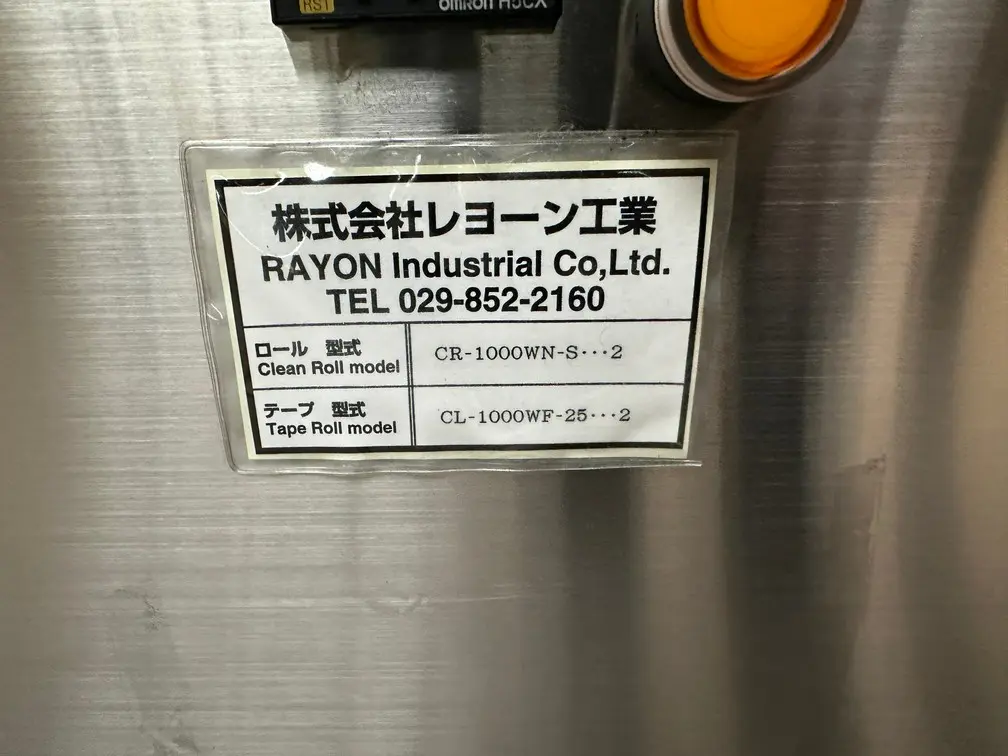 RST
omron H5CX
株式会社レヨーン工業
RAYON Industrial Co,Ltd.
TEL 029-852-2160
ロール 型式
Clean Roll model
CR-1000WN-S･･･2
テープ 型式
Tape Roll model
CL-1000WF-25･･･2